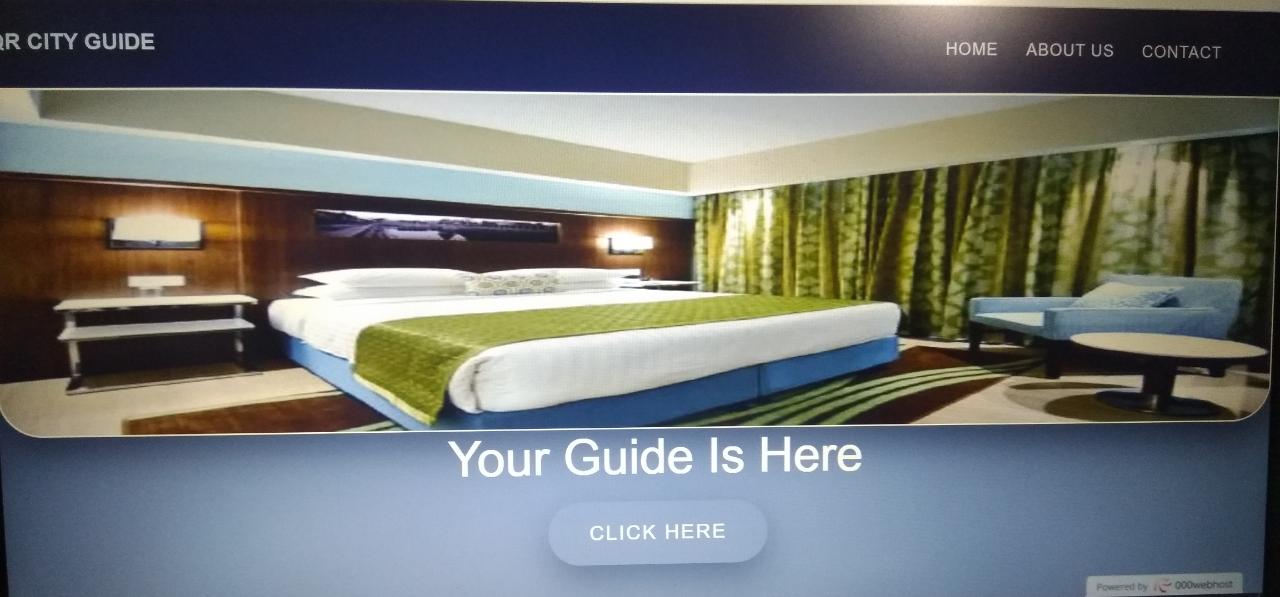 QR CITY GUIDE
HOME ABOUT US CONTACT
Your Guide Is Here
CLICK HERE
Powered by 000webhost